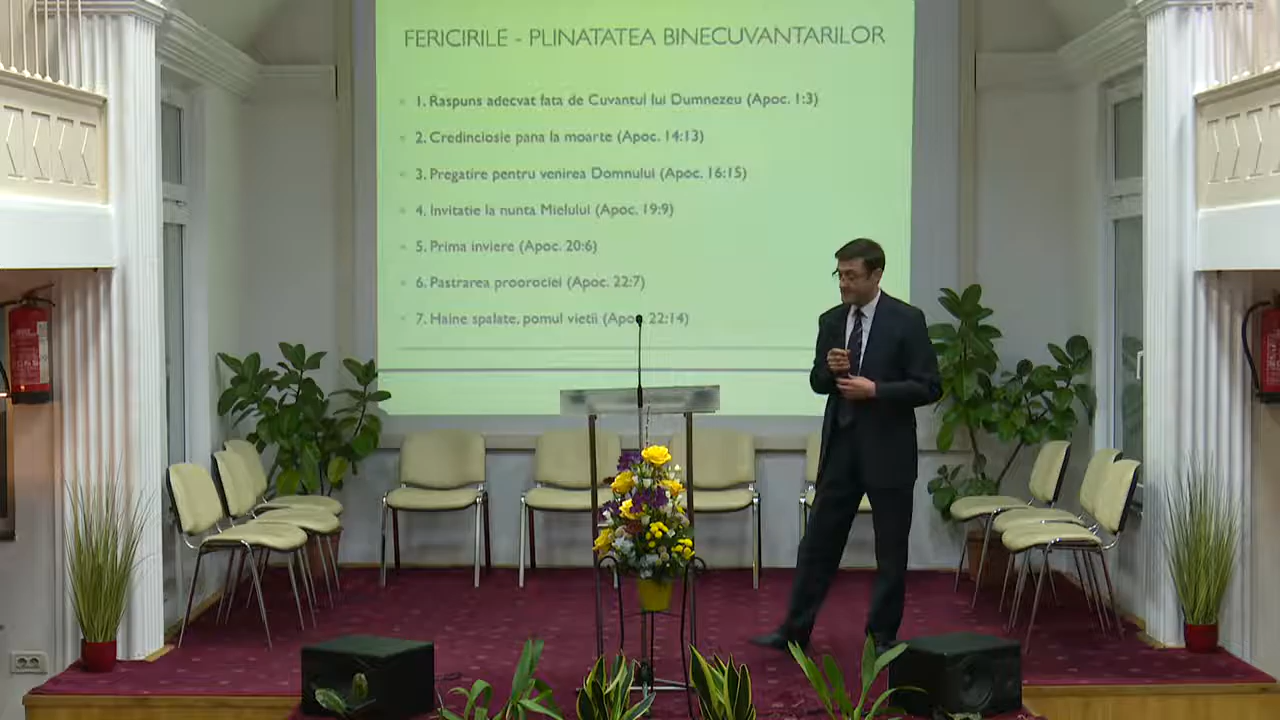 FERICIRILE - PLINATATEA BINECUVANTARILOR
1. Raspuns adecvat fata de Cuvantul lui Dumnezeu (Apoc. 1:3)
2. Credinciosie pana la moarte (Apoc. 14:13)
3. Pregatire pentru venirea Domnului (Apoc. 16:15)
4. Invitatie la nunta Mielului (Apoc. 19:9)
5. Prima inviere (Apoc. 20:6)
6. Pastrarea proorociei (Apoc. 22:7)
7. Haine spalate, pomul vietii (Apoc. 22:14)